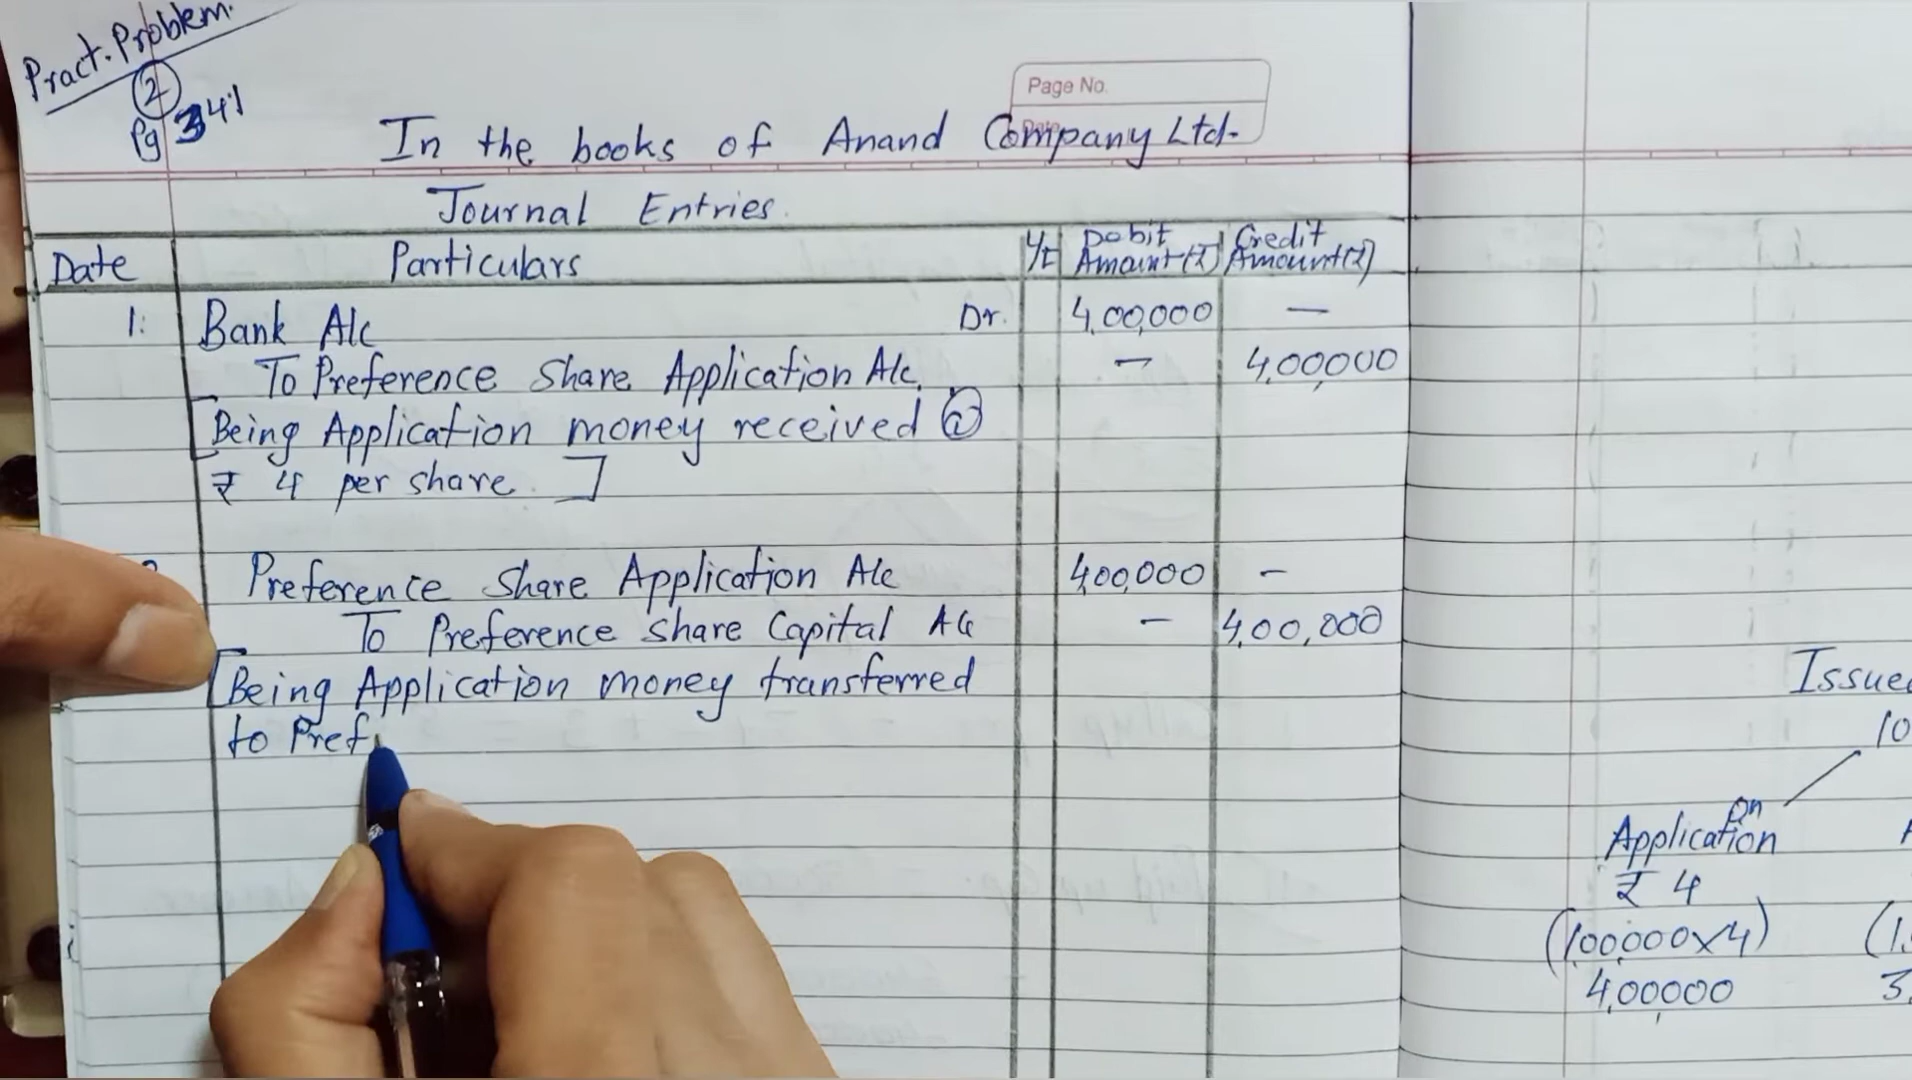 Pract. Problem.
2
Pg 341
Page No.
In the books of Anand Company Ltd.
Journal Entries.
Date Particulars Debit Amount (₹) Credit Amount (₹)
1: Bank A/c Dr. 4,00,000 —
To Preference Share Application A/c. — 4,00,000
[Being Application money received @
₹ 4 per share.]
Preference Share Application A/c 4,00,000 —
To Preference Share Capital A/c — 4,00,000
[Being Application money transferred
to Pref
Issue
10
On
Application
₹ 4
(1,00,000x4) (1,
4,00,000 3,